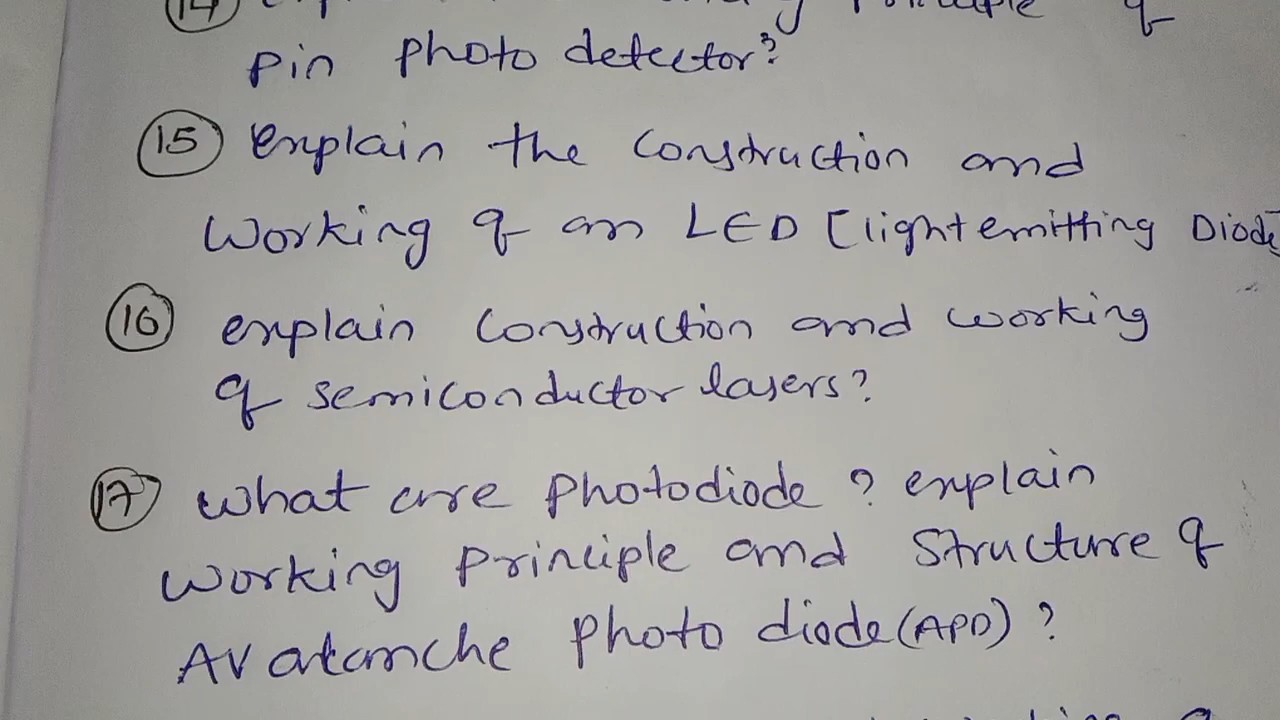 14
pin photo detector?
15 explain the construction and
working of an LED [light emitting Diode]
16 explain construction and working
of semiconductor lasers?
17 what are photodiode? explain
working principle and structure of
Avalanche photo diode (APD)?